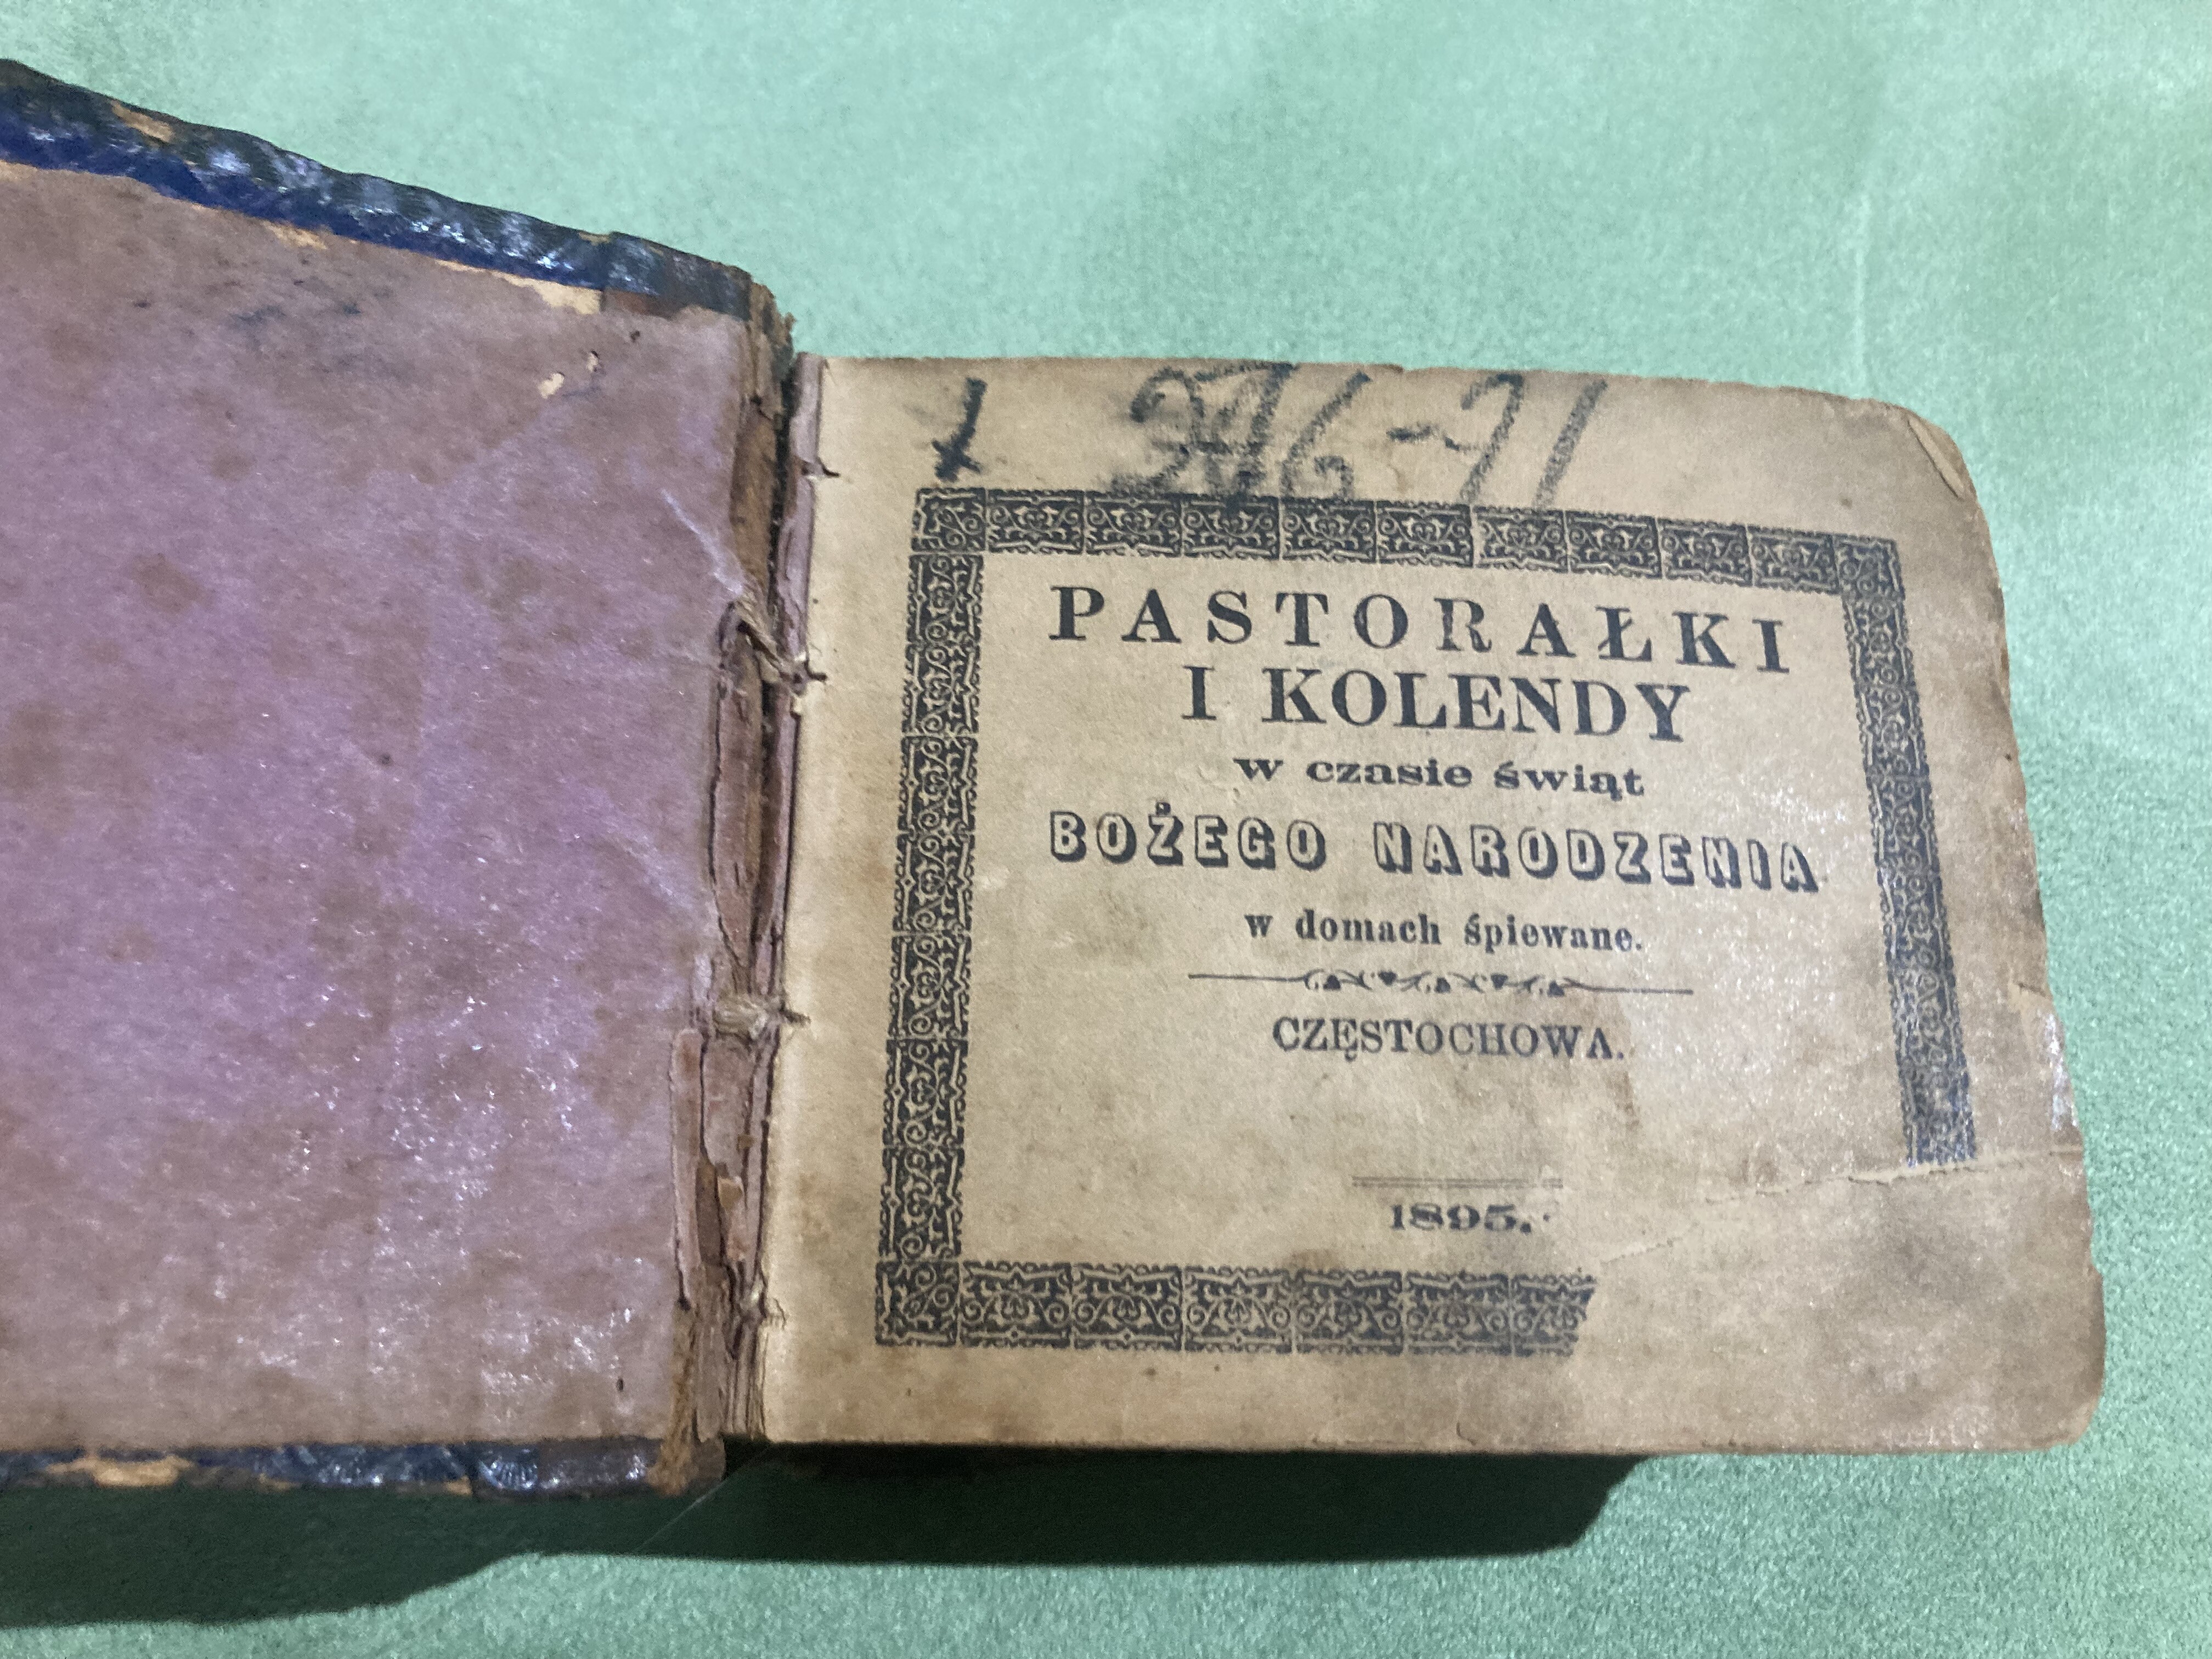 PASTORAŁKI
I KOLENDY
w czasie świąt
BOŻEGO NARODZENIA
w domach śpiewane.
CZĘSTOCHOWA.
1895.